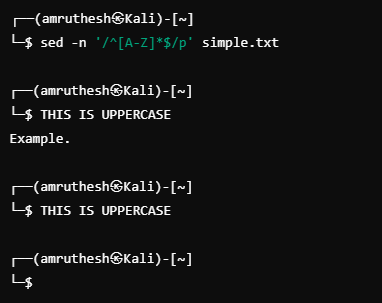 ┌──(amruthesh㉿Kali)-[~]
└─$ sed -n '/^[A-Z]*$/p' simple.txt
┌──(amruthesh㉿Kali)-[~]
└─$ THIS IS UPPERCASE
Example.
┌──(amruthesh㉿Kali)-[~]
└─$ THIS IS UPPERCASE
┌──(amruthesh㉿Kali)-[~]
└─$